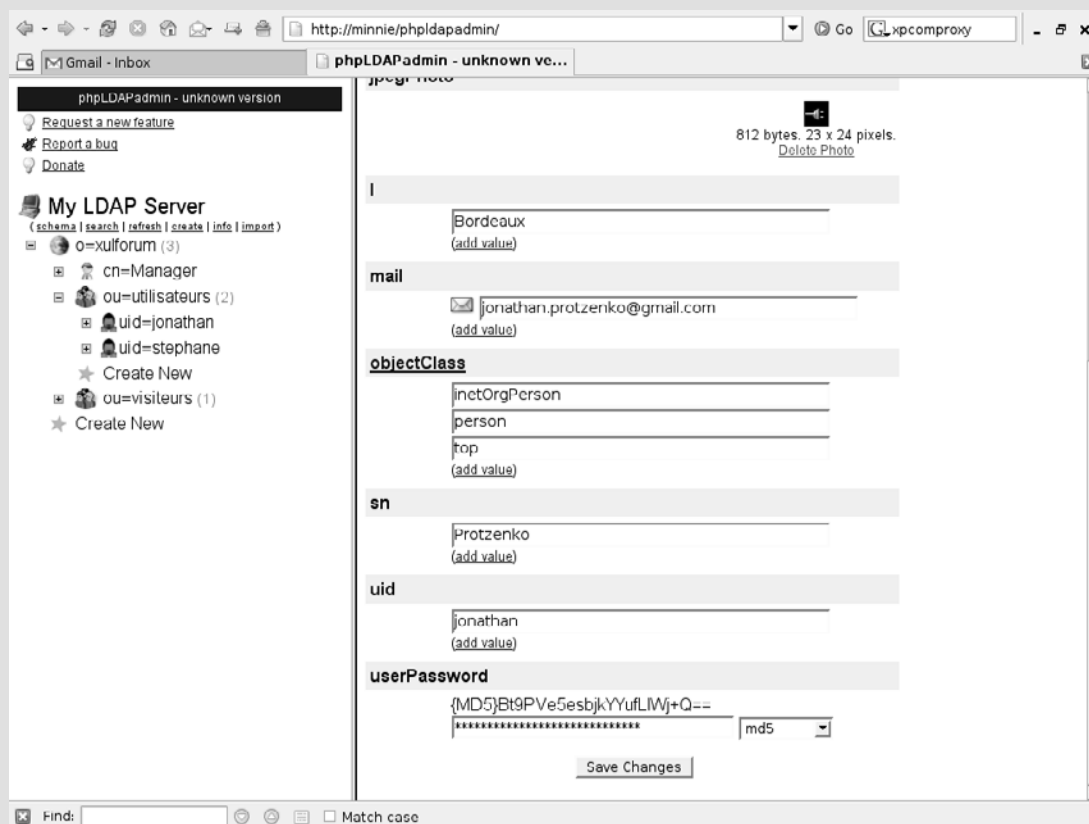 http://minnie/phpldapadmin/
Go
xpcomproxy
Gmail - Inbox
phpLDAPadmin - unknown ve...
phpLDAPadmin - unknown version
Request a new feature
Report a bug
Donate
My LDAP Server
( schema | search | refresh | create | info | import )
o=xulforum (3)
cn=Manager
ou=utilisateurs (2)
uid=jonathan
uid=stephane
Create New
ou=visiteurs (1)
Create New
jpegPhoto
812 bytes. 23 x 24 pixels.
Delete Photo
l
Bordeaux
(add value)
mail
jonathan.protzenko@gmail.com
(add value)
objectClass
inetOrgPerson
person
top
(add value)
sn
Protzenko
(add value)
uid
jonathan
(add value)
userPassword
*****************************
md5
Save Changes
Find:
Match case